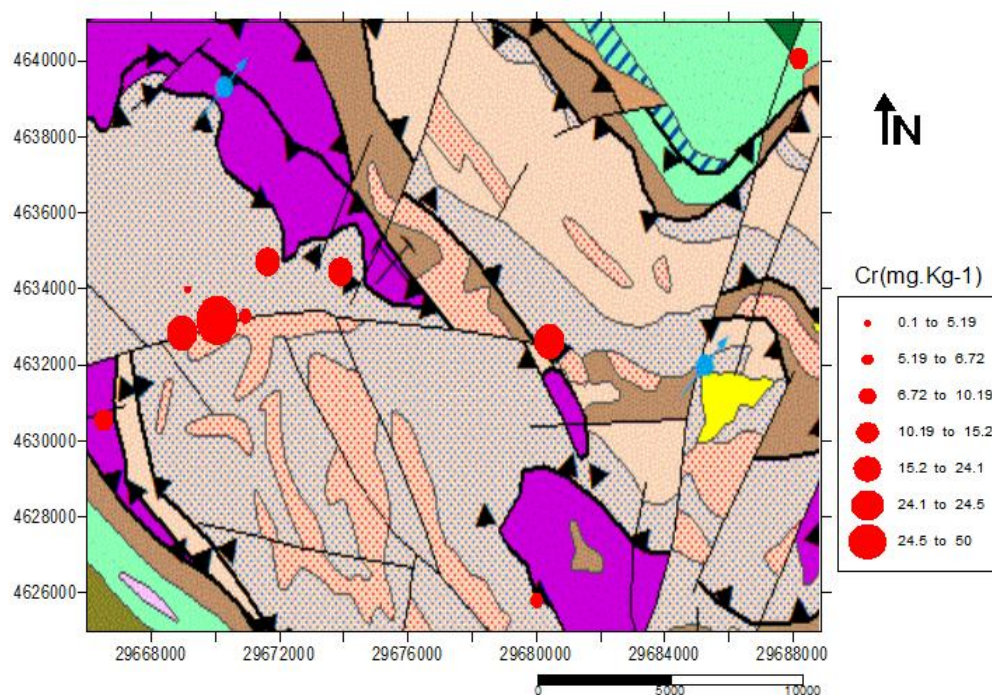 4640000
N
4638000
4636000
4634000
Cr(mg.Kg-1)
0.1 to 5.19
4632000
5.19 to 6.72
6.72 to 10.19
4630000
10.19 to 15.2
15.2 to 24.1
4628000
24.1 to 24.5
24.5 to 50
4626000
29668000 29672000 29676000 29680000 29684000 29688000
0 5000 10000